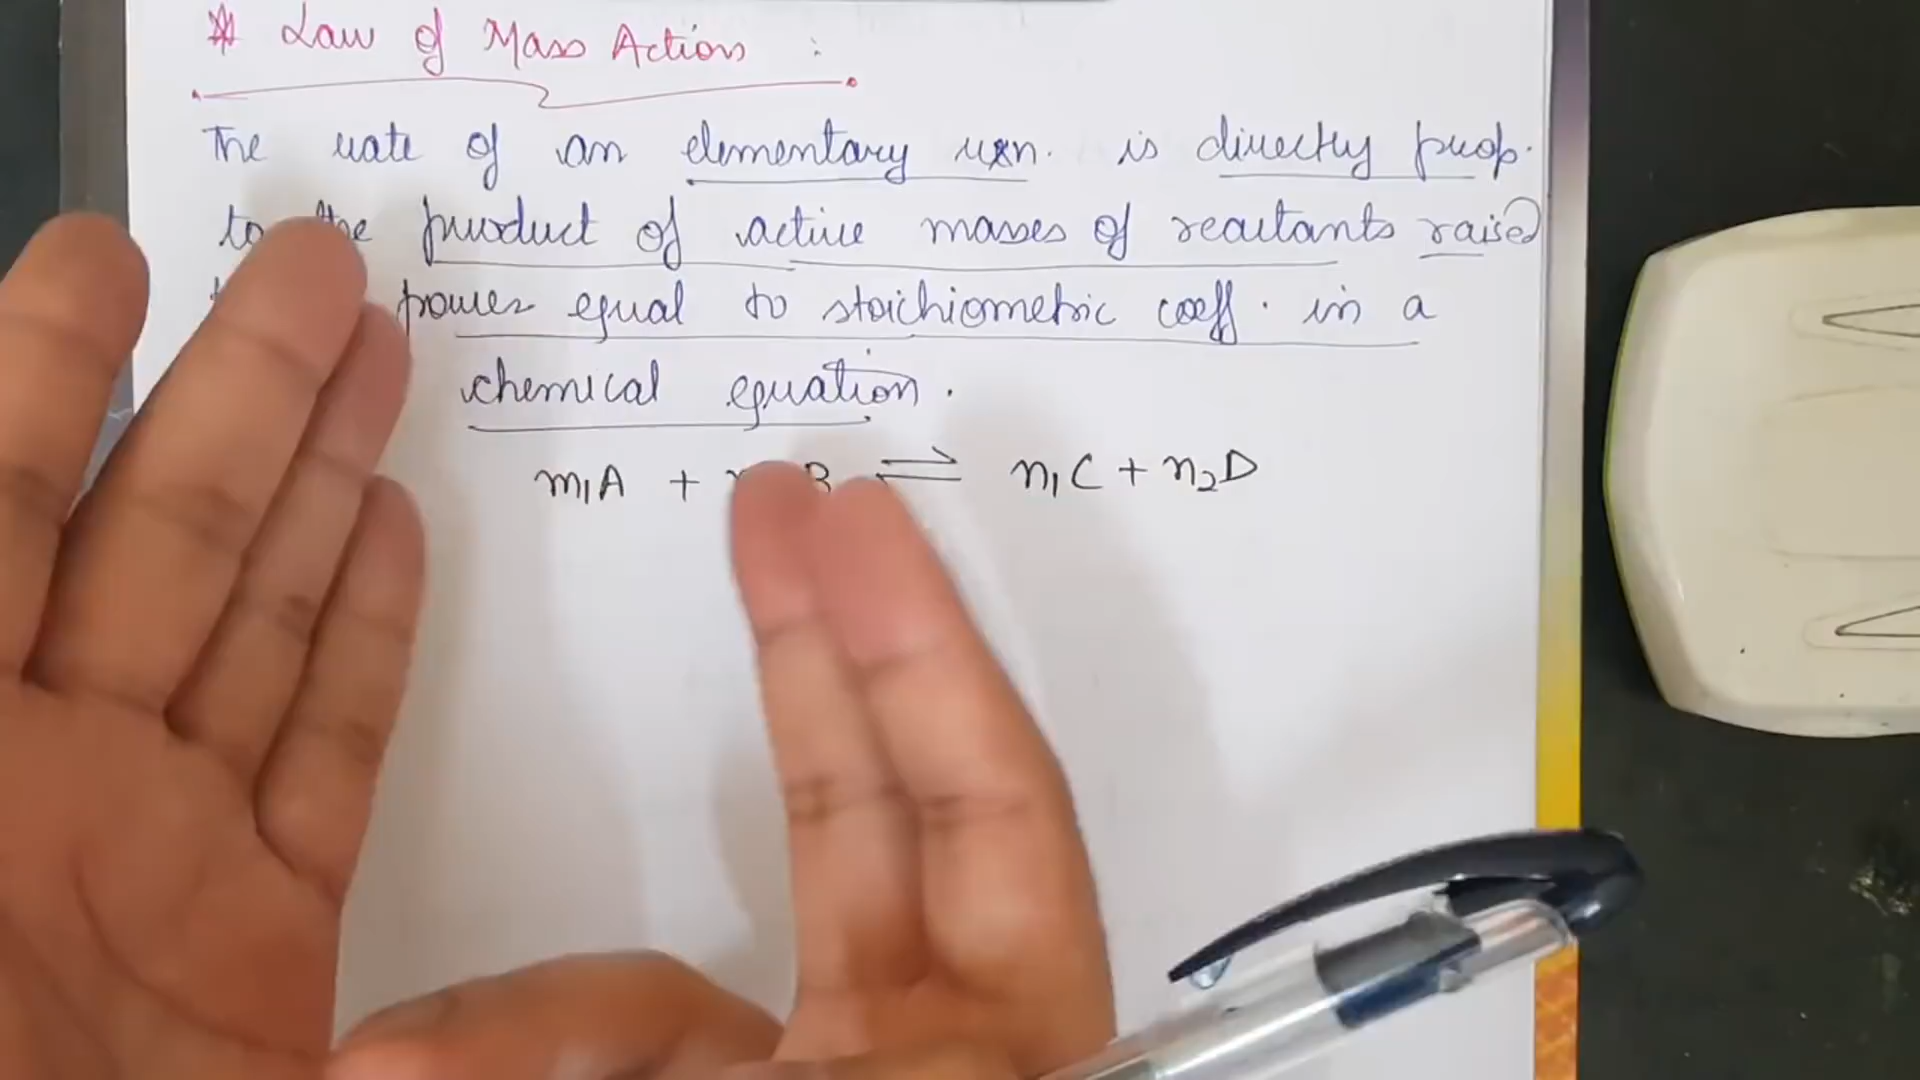 * Law of Mass Action :
The rate of an elementary rxn. is directly prop.
to the product of active masses of reactants raised
power equal to stoichiometric coeff. in a
chemical equation.
m₁A + B ⇌ n₁C + n₂D